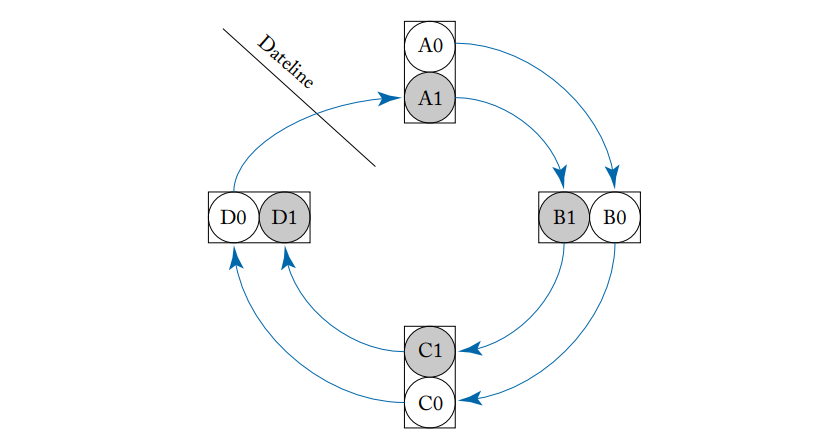 Dateline
A0
A1
D0 D1
B1 B0
C1
C0